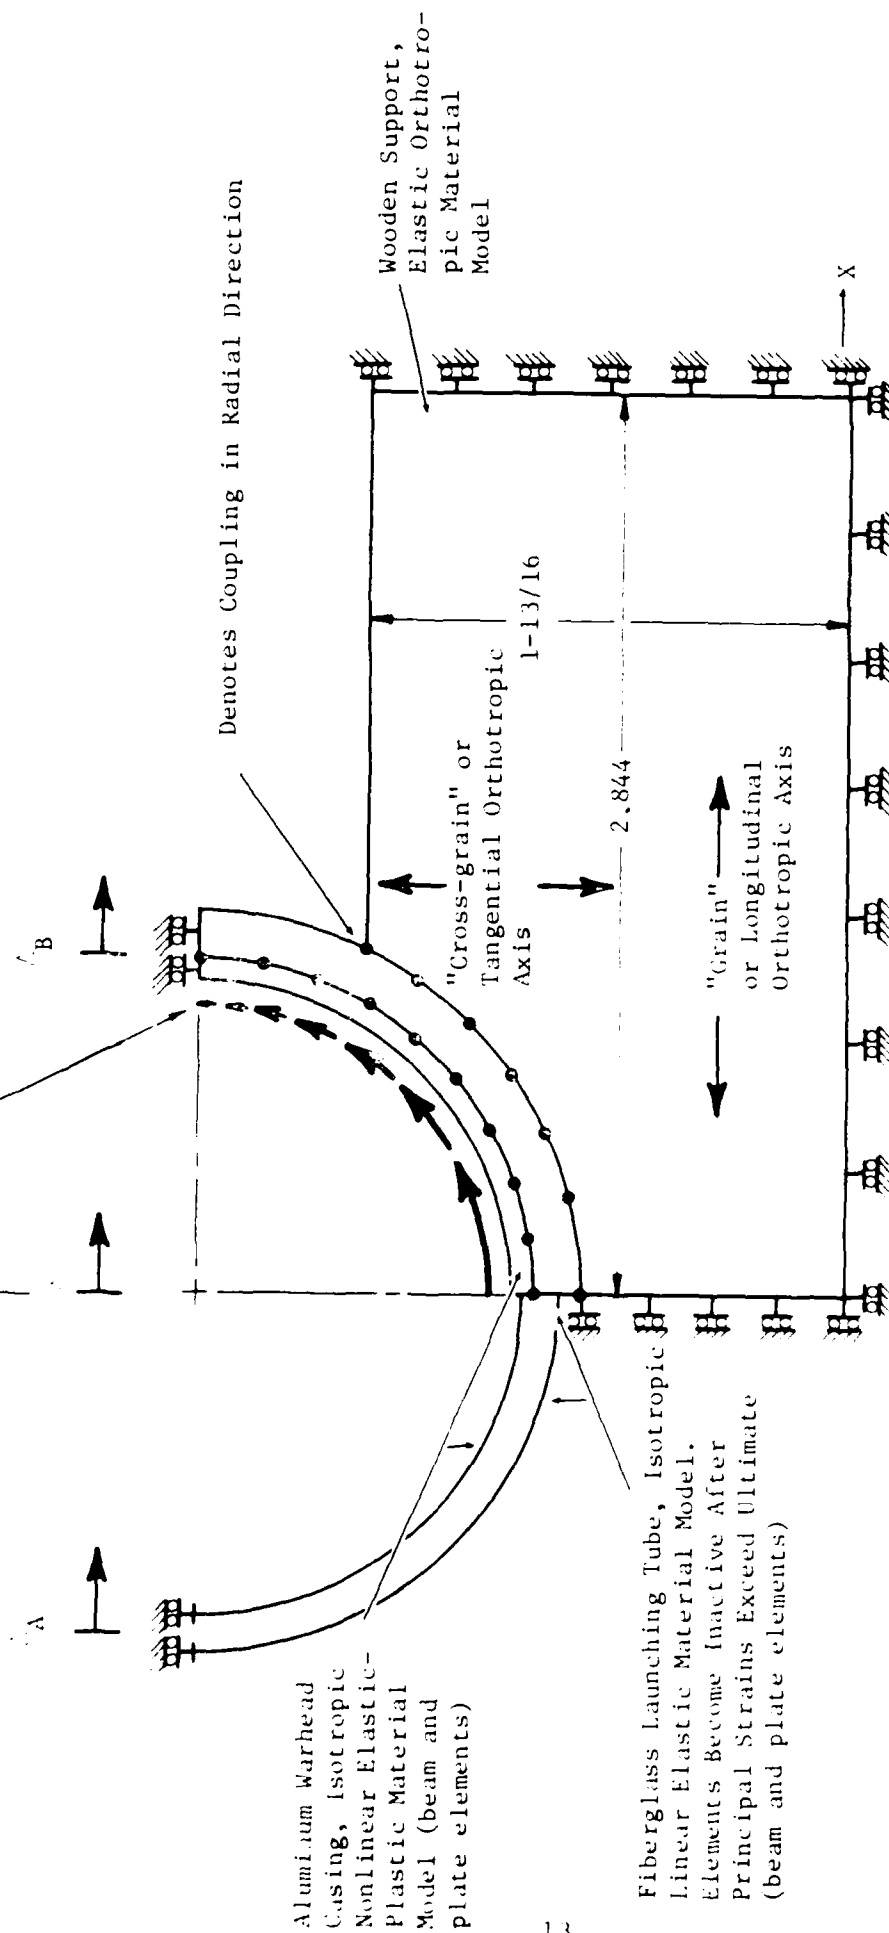 A
B
Denotes Coupling in Radial Direction
Wooden Support,
Elastic Orthotro-
pic Material
Model
"Cross-grain" or
Tangential Orthotropic
Axis
1-13/16
2.844
"Grain"
or Longitudinal
Orthotropic Axis
X
Aluminum Warhead
Casing, Isotropic
Nonlinear Elastic-
Plastic Material
Model (beam and
plate elements)
Fiberglass Launching Tube, Isotropic
Linear Elastic Material Model.
Elements Become Inactive After
Principal Strains Exceed Ultimate
(beam and plate elements)
13